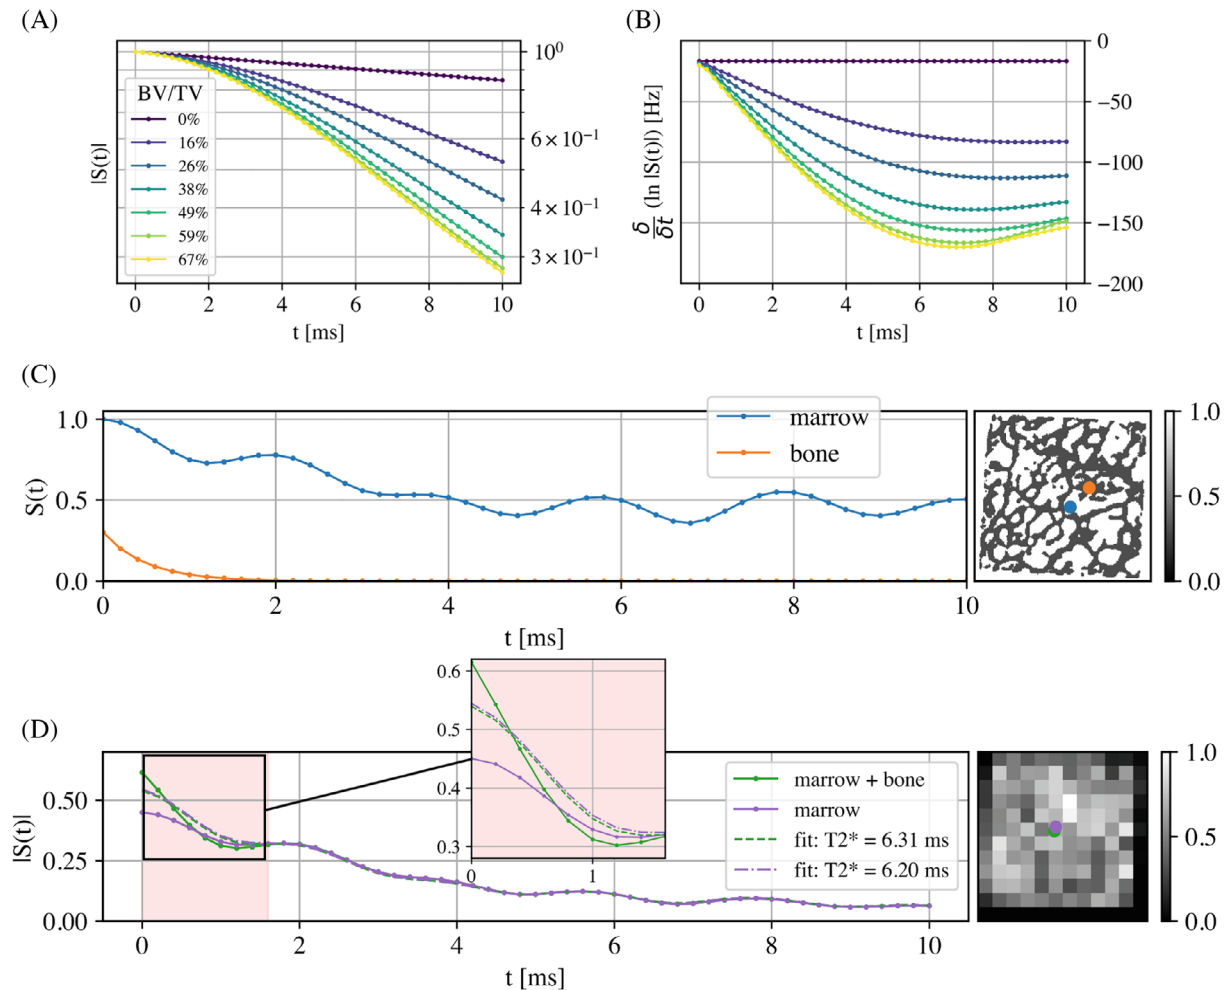 (A)
|S(t)|
BV/TV
0%
16%
26%
38%
49%
59%
67%
10⁰
6 × 10⁻¹
4 × 10⁻¹
3 × 10⁻¹
0 2 4 6 8 10
t [ms]
(B)
δ/δt (ln |S(t)|) [Hz]
0
−50
−100
−150
−200
0 2 4 6 8 10
t [ms]
(C)
S(t)
1.0
0.5
0.0
marrow
bone
0 2 4 6 8 10
t [ms]
1.0
0.5
0.0
(D)
|S(t)|
0.50
0.25
0.00
0.6
0.5
0.4
0.3
0 1
marrow + bone
marrow
fit: T2* = 6.31 ms
fit: T2* = 6.20 ms
0 2 4 6 8 10
t [ms]
1.0
0.5
0.0